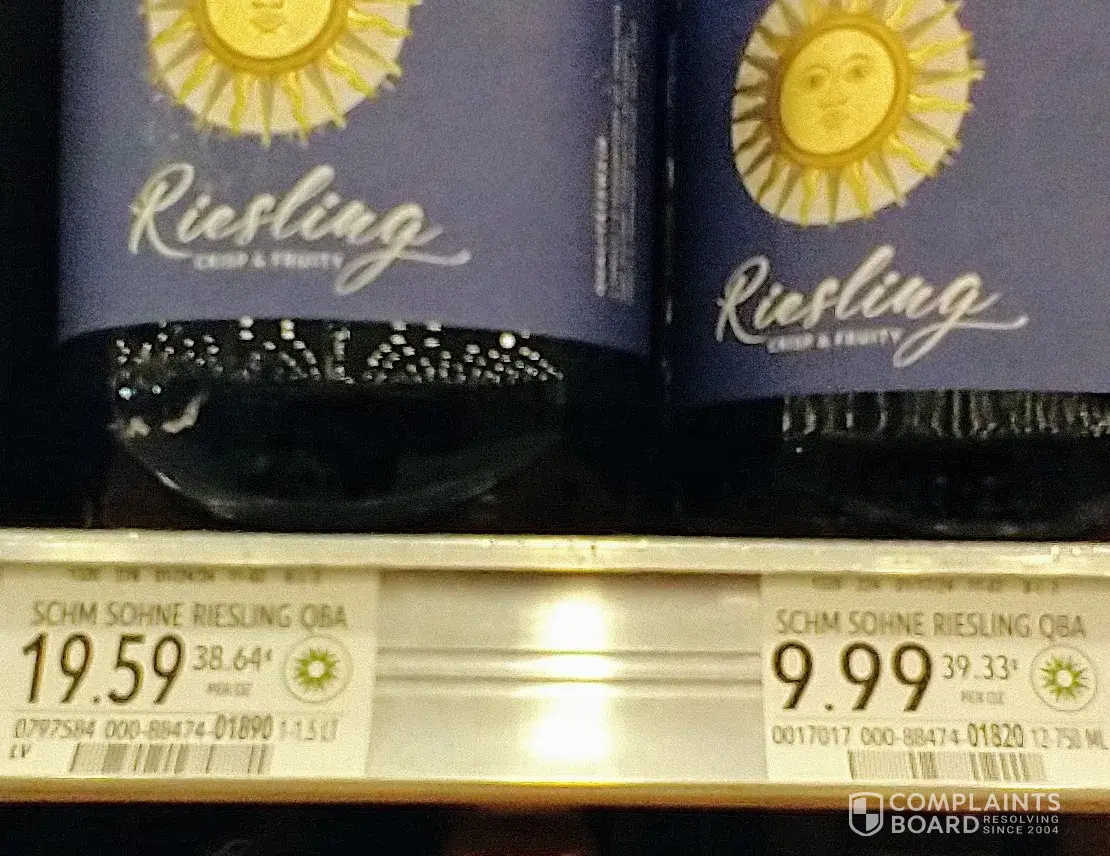 Riesling
CRISP & FRUITY
Riesling
CRISP & FRUITY
SCHM SOHNE RIESLING QBA
19.59 38.64¢
PER OZ
0797584 000-88474-01890 1-1.5 LT
LV
SCHM SOHNE RIESLING QBA
9.99 39.33¢
PER OZ
0017017 000-88474-01820 12-750 ML
COMPLAINTS
BOARD RESOLVING
SINCE 2004